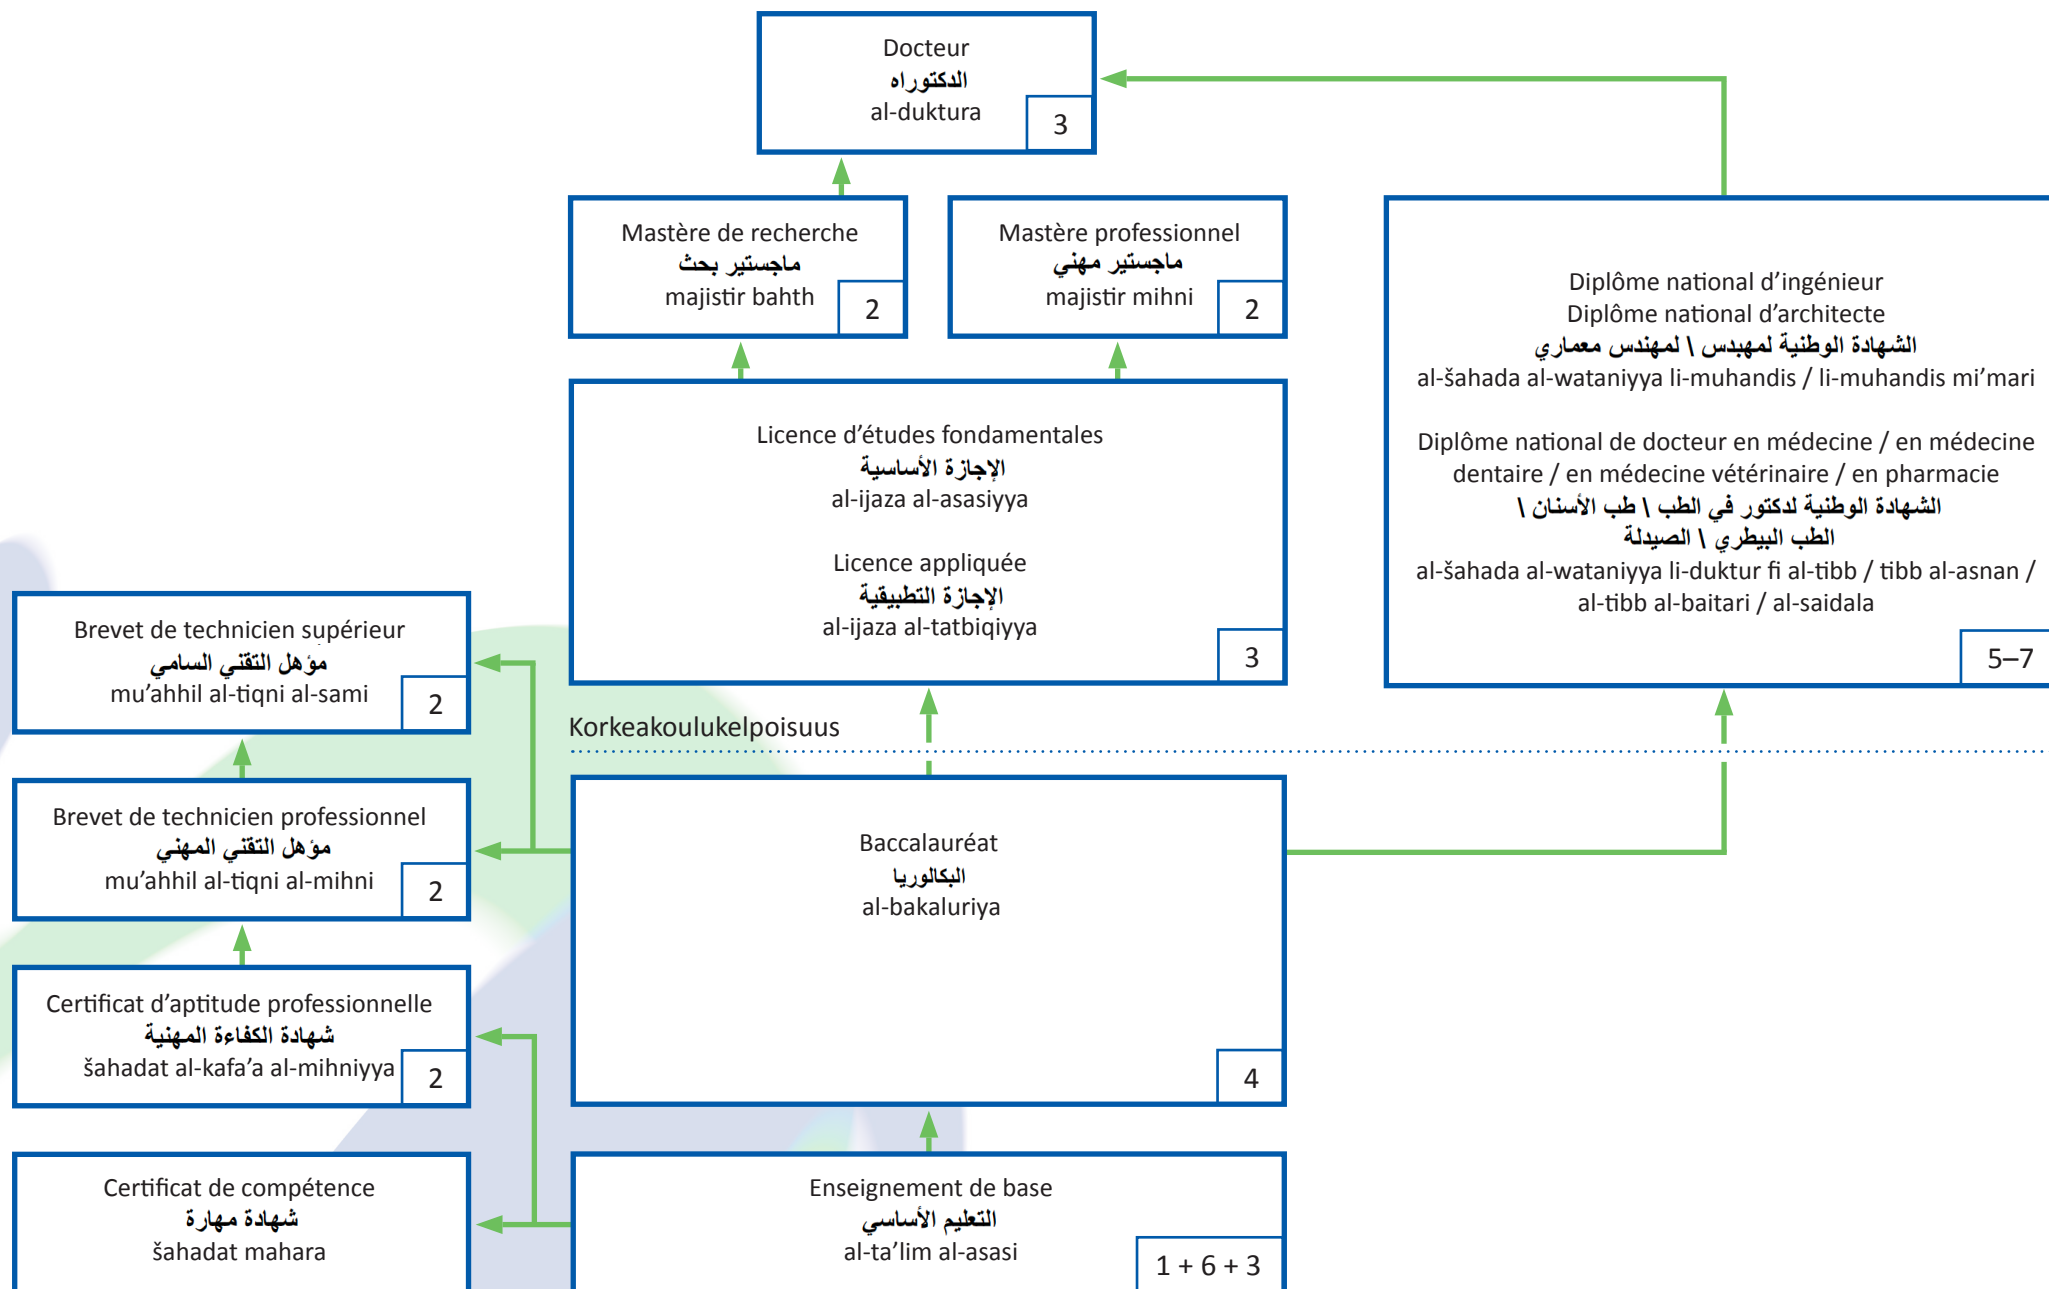 Docteur
الدكتوراه
al-duktura
3
Mastère de recherche
ماجستير بحث
majistir bahth
2
Mastère professionnel
ماجستير مهني
majistir mihni
2
Diplôme national d’ingénieur
Diplôme national d’architecte
الشهادة الوطنية لمهبدس \ لمهندس معماري
al-šahada al-wataniyya li-muhandis / li-muhandis mi’mari
Diplôme national de docteur en médecine / en médecine
dentaire / en médecine vétérinaire / en pharmacie
الشهادة الوطنية لدكتور في الطب \ طب الأسنان \
الطب البيطري \ الصيدلة
al-šahada al-wataniyya li-duktur fi al-tibb / tibb al-asnan /
al-tibb al-baitari / al-saidala
5–7
Licence d’études fondamentales
الإجازة الأساسية
al-ijaza al-asasiyya
Licence appliquée
الإجازة التطبيقية
al-ijaza al-tatbiqiyya
3
Brevet de technicien supérieur
مؤهل التقني السامي
mu’ahhil al-tiqni al-sami
2
Korkeakoulukelpoisuus
Brevet de technicien professionnel
مؤهل التقني المهني
mu’ahhil al-tiqni al-mihni
2
Baccalauréat
البكالوريا
al-bakaluriya
4
Certificat d’aptitude professionnelle
شهادة الكفاءة المهنية
šahadat al-kafa’a al-mihniyya
2
Certificat de compétence
شهادة مهارة
šahadat mahara
Enseignement de base
التعليم الأساسي
al-ta’lim al-asasi
1 + 6 + 3